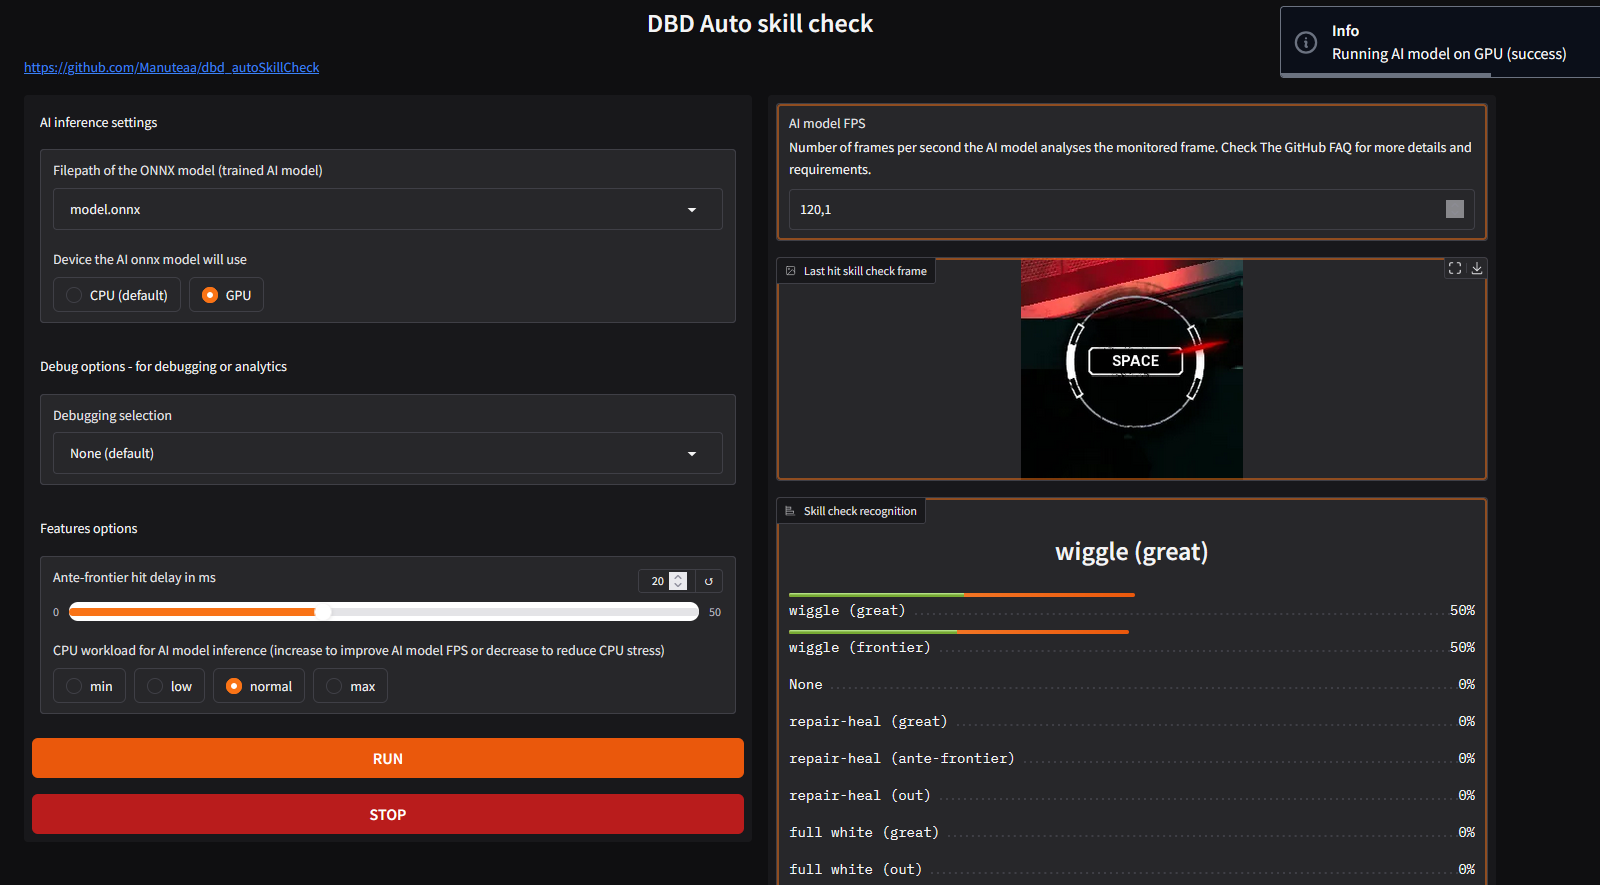 DBD Auto skill check
Info
Running AI model on GPU (success)
https://github.com/Manuteaa/dbd_autoSkillCheck
AI inference settings
Filepath of the ONNX model (trained AI model)
model.onnx
Device the AI onnx model will use
CPU (default)
GPU
Debug options - for debugging or analytics
Debugging selection
None (default)
Features options
Ante-frontier hit delay in ms
20
0
50
CPU workload for AI model inference (increase to improve AI model FPS or decrease to reduce CPU stress)
min
low
normal
max
RUN
STOP
AI model FPS
Number of frames per second the AI model analyses the monitored frame. Check The GitHub FAQ for more details and
requirements.
120,1
Last hit skill check frame
SPACE
Skill check recognition
wiggle (great)
wiggle (great) 50%
wiggle (frontier) 50%
None 0%
repair-heal (great) 0%
repair-heal (ante-frontier) 0%
repair-heal (out) 0%
full white (great) 0%
full white (out) 0%